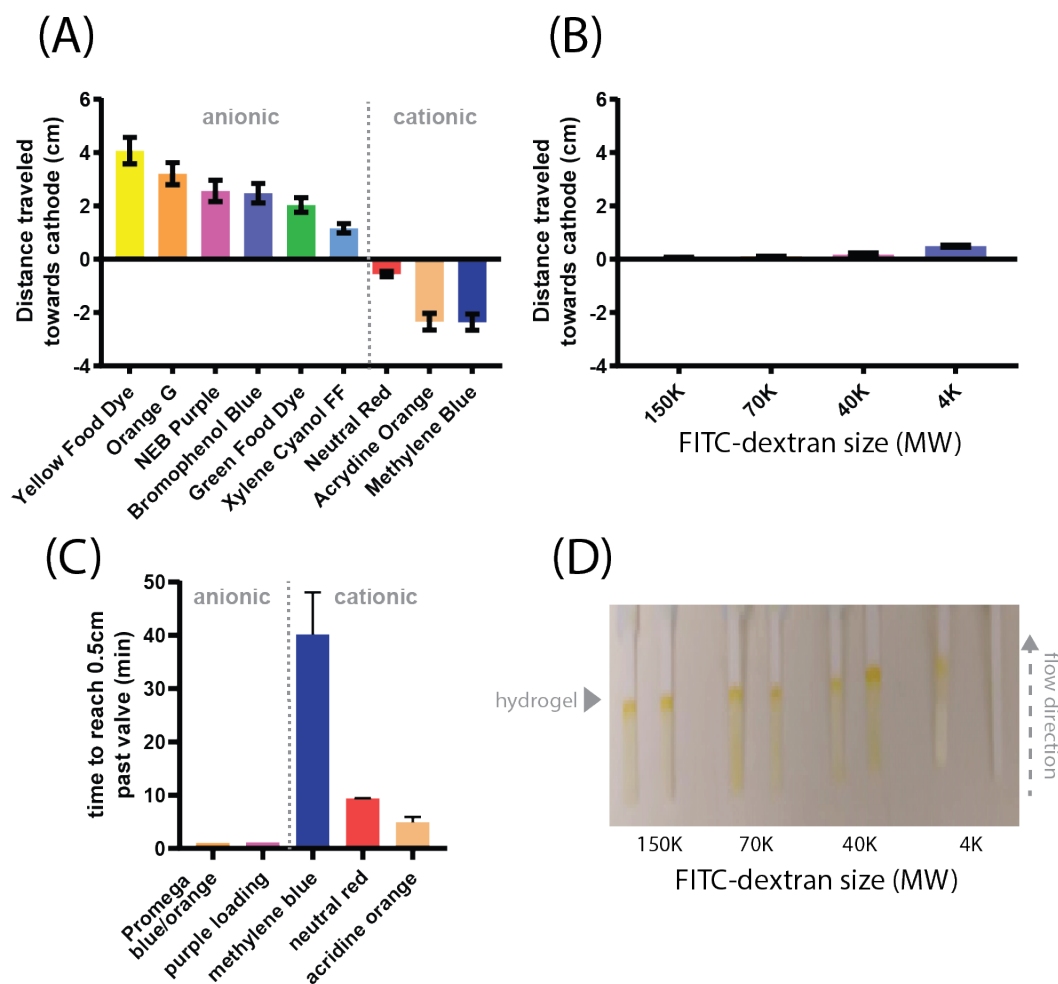 (A)
6
4
2
0
-2
-4
Distance traveled
towards cathode (cm)
anionic
cationic
Yellow Food Dye
Orange G
NEB Purple
Bromophenol Blue
Green Food Dye
Xylene Cyanol FF
Neutral Red
Acrydine Orange
Methylene Blue
(B)
6
4
2
0
-2
-4
Distance traveled
towards cathode (cm)
150K
70K
40K
4K
FITC-dextran size (MW)
(C)
50
40
30
20
10
0
time to reach 0.5cm
past valve (min)
anionic
cationic
Promega
blue/orange
purple loading
methylene blue
neutral red
acridine orange
(D)
hydrogel
flow direction
150K
70K
40K
4K
FITC-dextran size (MW)